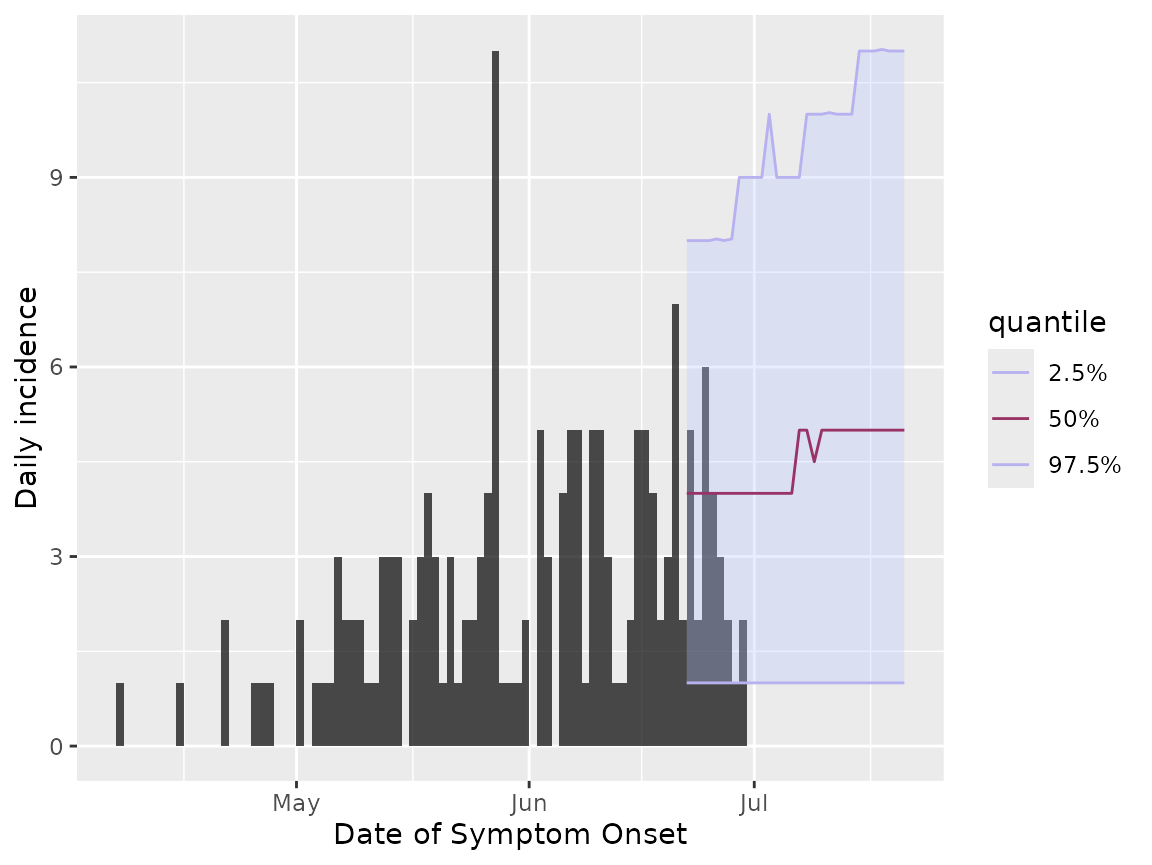 9
6
3
0
Daily incidence
May Jun Jul
Date of Symptom Onset
quantile
2.5%
50%
97.5%